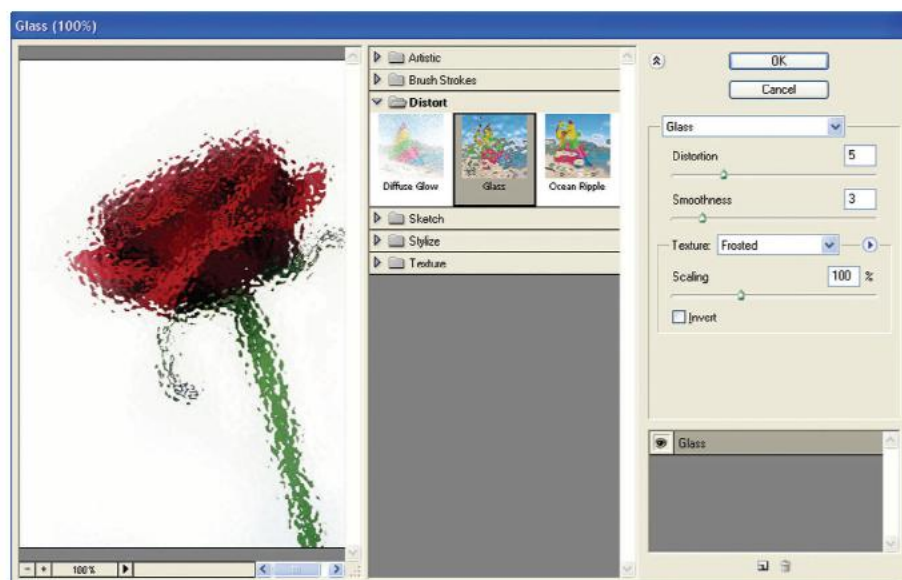 Glass (100%)
Artistic
Brush Strokes
Distort
Diffuse Glow
Glass
Ocean Ripple
Sketch
Stylize
Texture
100%
OK
Cancel
Glass
Distortion 5
Smoothness 3
Texture: Frosted
Scaling 100 %
Invert
Glass